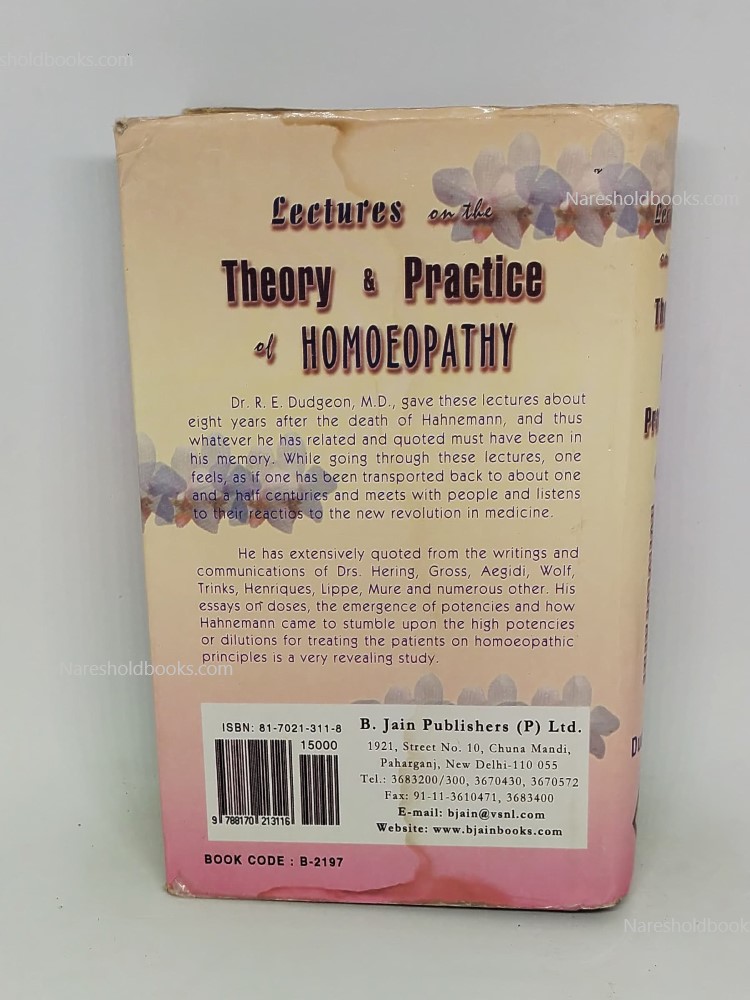 Naresholdbooks.com
Lectures on the
Theory & Practice
of HOMOEOPATHY
Dr. R. E. Dudgeon, M.D., gave these lectures about
eight years after the death of Hahnemann, and thus
whatever he has related and quoted must have been in
his memory. While going through these lectures, one
feels, as if one has been transported back to about one
and a half centuries and meets with people and listens
to their reactios to the new revolution in medicine.
He has extensively quoted from the writings and
communications of Drs. Hering, Gross, Aegidi, Wolf,
Trinks, Henriques, Lippe, Mure and numerous other. His
essays on doses, the emergence of potencies and how
Hahnemann came to stumble upon the high potencies
or dilutions for treating the patients on homoeopathic
principles is a very revealing study.
Naresholdbooks.com
ISBN: 81-7021-311-8
15000
9 788170 213116
B. Jain Publishers (P) Ltd.
1921, Street No. 10, Chuna Mandi,
Paharganj, New Delhi-110 055
Tel.: 3683200/300, 3670430, 3670572
Fax: 91-11-3610471, 3683400
E-mail: bjain@vsnl.com
Website: www.bjainbooks.com
BOOK CODE : B-2197
Naresholdbooks.com